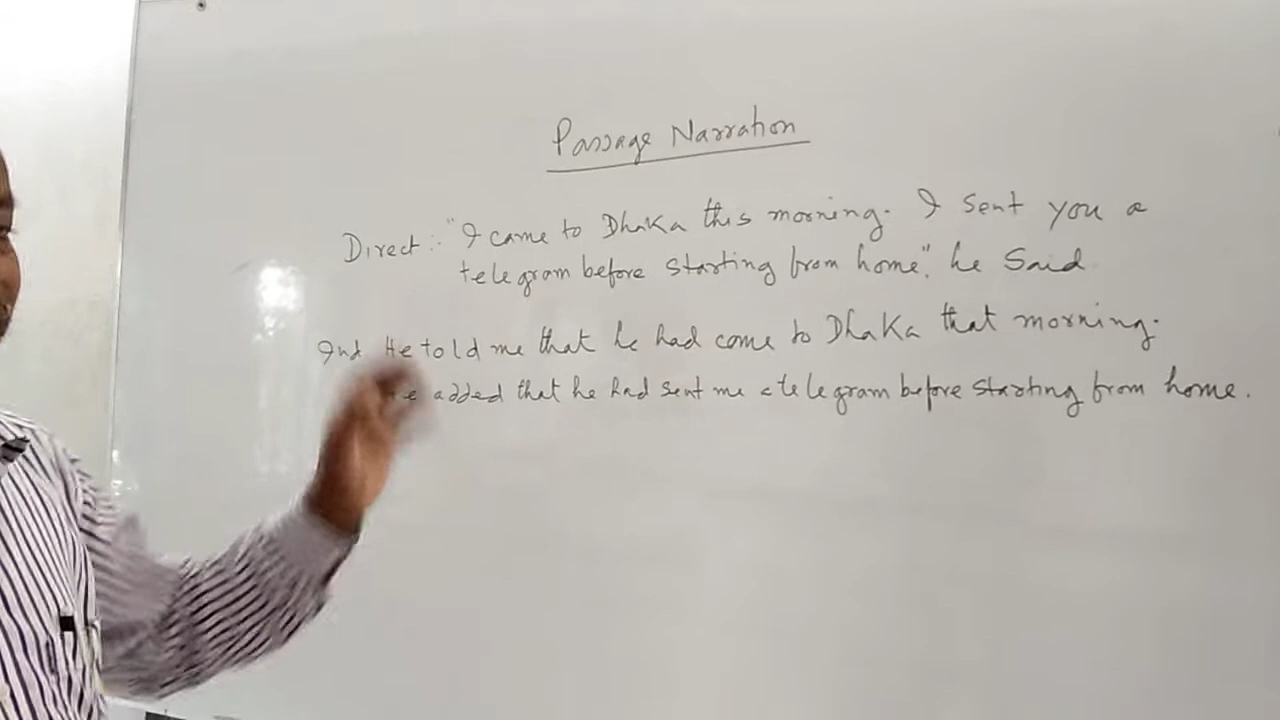 Passage Narration
Direct:- "I came to Dhaka this morning. I sent you a
telegram before starting from home". he Said
Ind. He told me that he had come to Dhaka that morning.
added that he had sent me a telegram before starting from home.